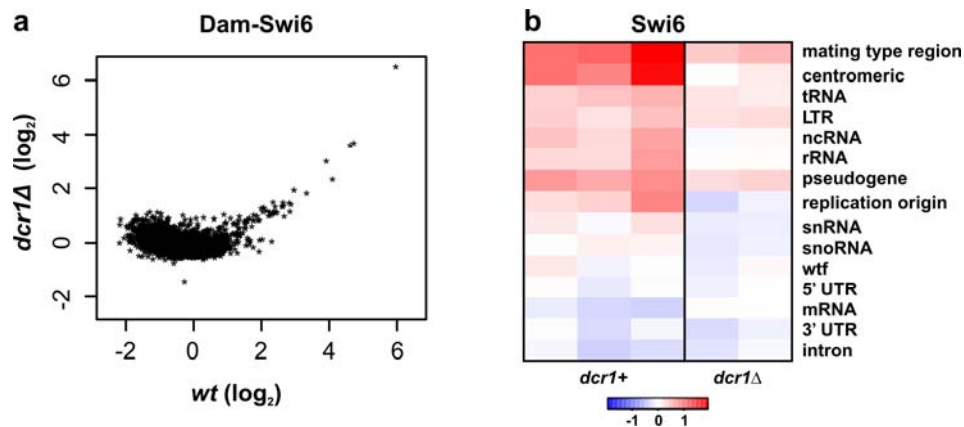 a
Dam-Swi6
dcr1Δ (log₂)
6
4
2
0
-2
-2 0 2 4 6
wt (log₂)
b
Swi6
mating type region
centromeric
tRNA
LTR
ncRNA
rRNA
pseudogene
replication origin
snRNA
snoRNA
wtf
5' UTR
mRNA
3' UTR
intron
dcr1+ dcr1Δ
-1 0 1